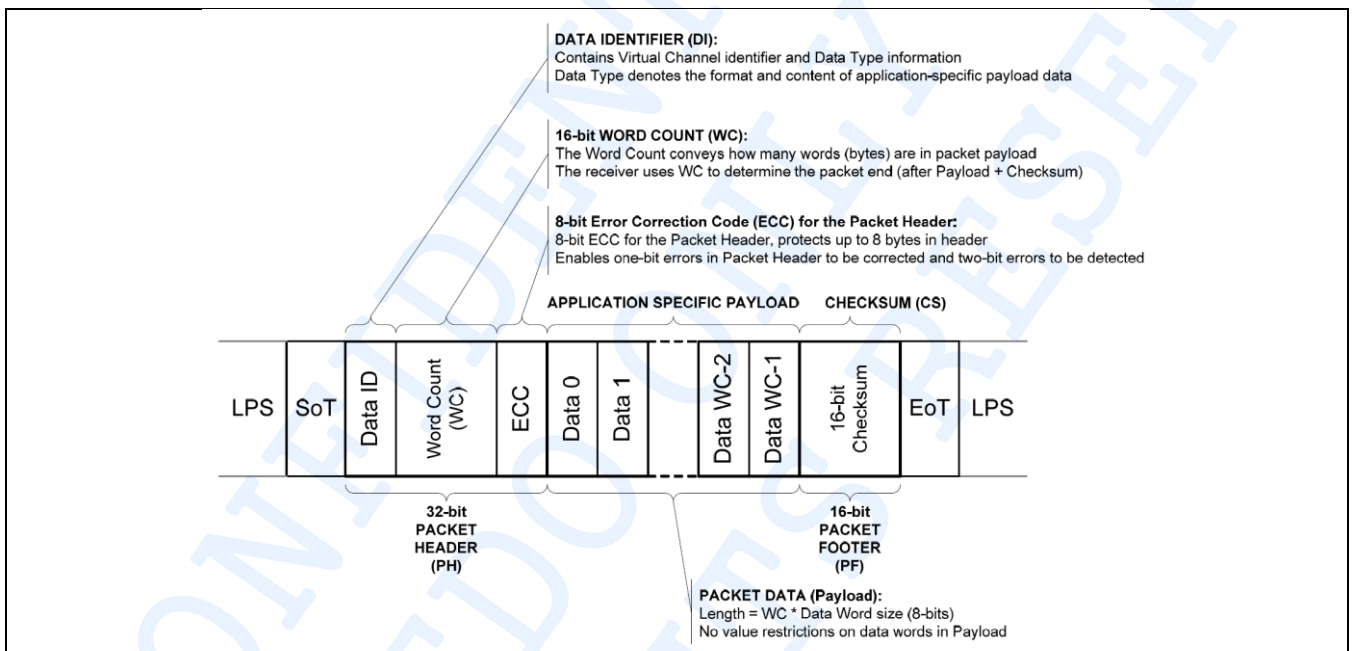 DATA IDENTIFIER (DI):
Contains Virtual Channel identifier and Data Type information
Data Type denotes the format and content of application-specific payload data
16-bit WORD COUNT (WC):
The Word Count conveys how many words (bytes) are in packet payload
The receiver uses WC to determine the packet end (after Payload + Checksum)
8-bit Error Correction Code (ECC) for the Packet Header:
8-bit ECC for the Packet Header, protects up to 8 bytes in header
Enables one-bit errors in Packet Header to be corrected and two-bit errors to be detected
APPLICATION SPECIFIC PAYLOAD
CHECKSUM (CS)
LPS
SoT
Data ID
Word Count
(WC)
ECC
Data 0
Data 1
Data WC-2
Data WC-1
16-bit
Checksum
EoT
LPS
32-bit
PACKET
HEADER
(PH)
16-bit
PACKET
FOOTER
(PF)
PACKET DATA (Payload):
Length = WC * Data Word size (8-bits)
No value restrictions on data words in Payload